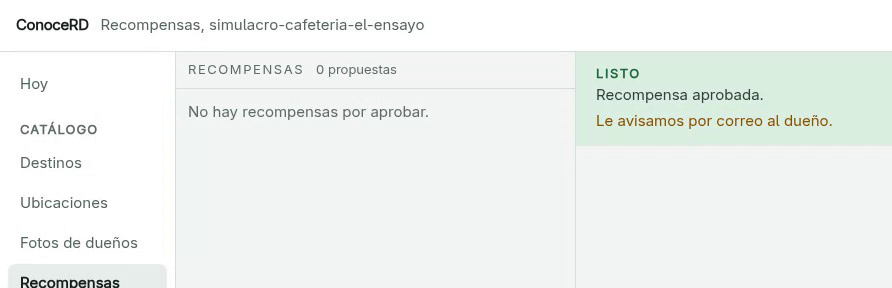 ConoceRD Recompensas, simulacro-cafeteria-el-ensayo
Hoy
CATÁLOGO
Destinos
Ubicaciones
Fotos de dueños
Recompensas
RECOMPENSAS 0 propuestas
No hay recompensas por aprobar.
LISTO
Recompensa aprobada.
Le avisamos por correo al dueño.